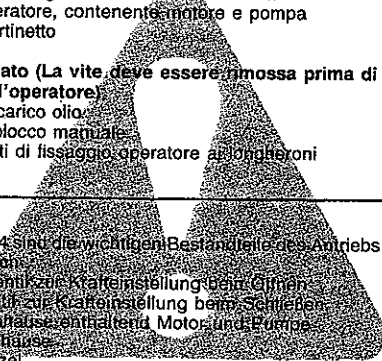 eratore, contenente motore e pompa
rtinetto
ato (La vite deve essere rimossa prima di
l'operatore)
carico olio
blocco manuale
ti di fissaggio operatore ai longheroni
4 sind die wichtigen Bestandteile des Antriebs
entil zur Krafteinstellung beim Öffnen
til zur Krafteinstellung beim Schließen
häuse enthaltend Motor und Pumpe
häuse